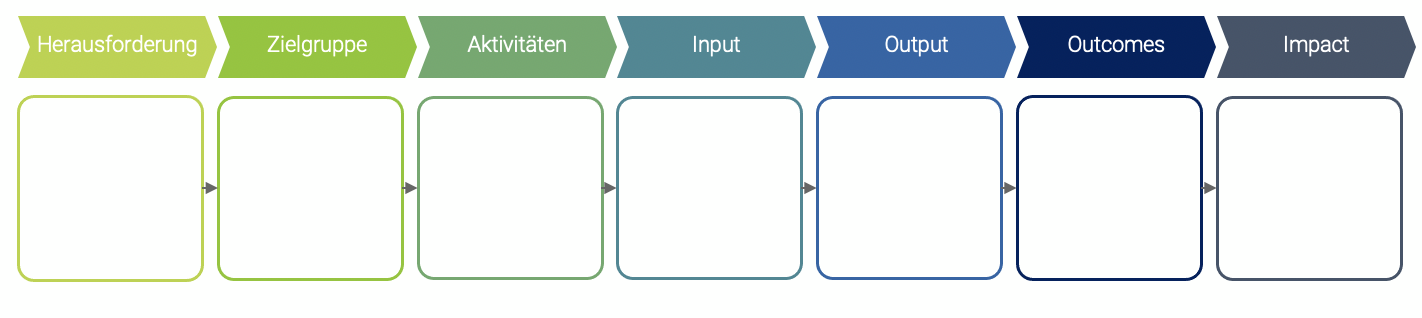 Herausforderung
Zielgruppe
Aktivitäten
Input
Output
Outcomes
Impact